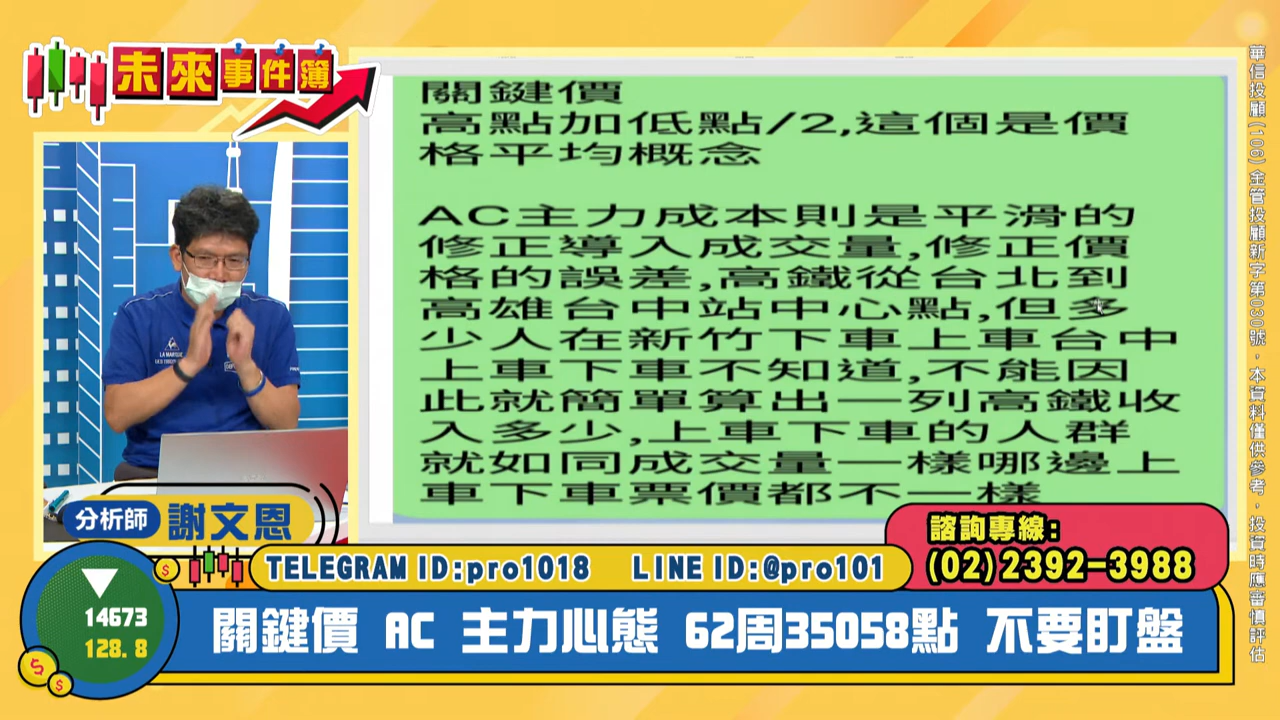 未來事件簿
關鍵價
高點加低點/2,這個是價
格平均概念
AC主力成本則是平滑的
修正導入成交量,修正價
格的誤差,高鐵從台北到
高雄台中站中心點,但多
少人在新竹下車上車台中
上車下車不知道,不能因
此就簡單算出一列高鐵收
入多少,上車下車的人群
就如同成交量一樣哪邊上
車下車票價都不一樣
華信投顧(106)金管投顧新字第030號，本資料僅供參考，投資時應審慎評估
分析師 謝文恩
諮詢專線:
(02)2392-3988
TELEGRAM ID:pro1018 LINE ID:@pro101
14673
128.8
關鍵價 AC 主力心態 62周35058點 不要盯盤